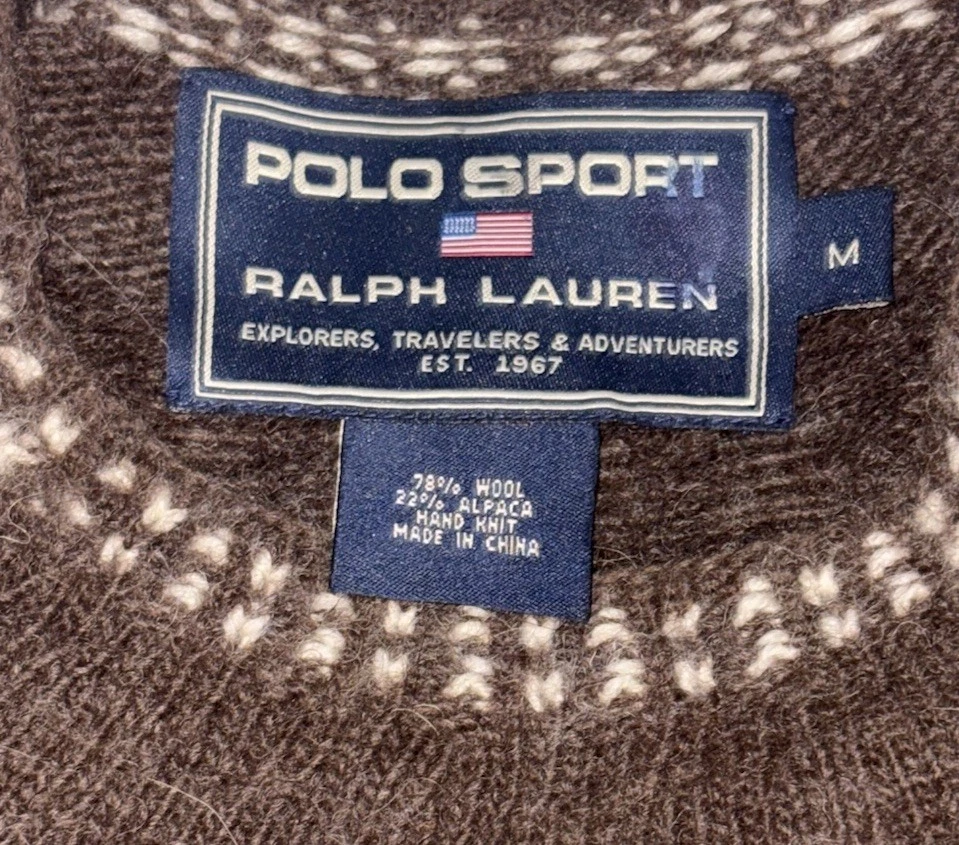 POLO SPORT
RALPH LAUREN
EXPLORERS, TRAVELERS & ADVENTURERS
EST. 1967
M
78% WOOL
22% ALPACA
HAND KNIT
MADE IN CHINA